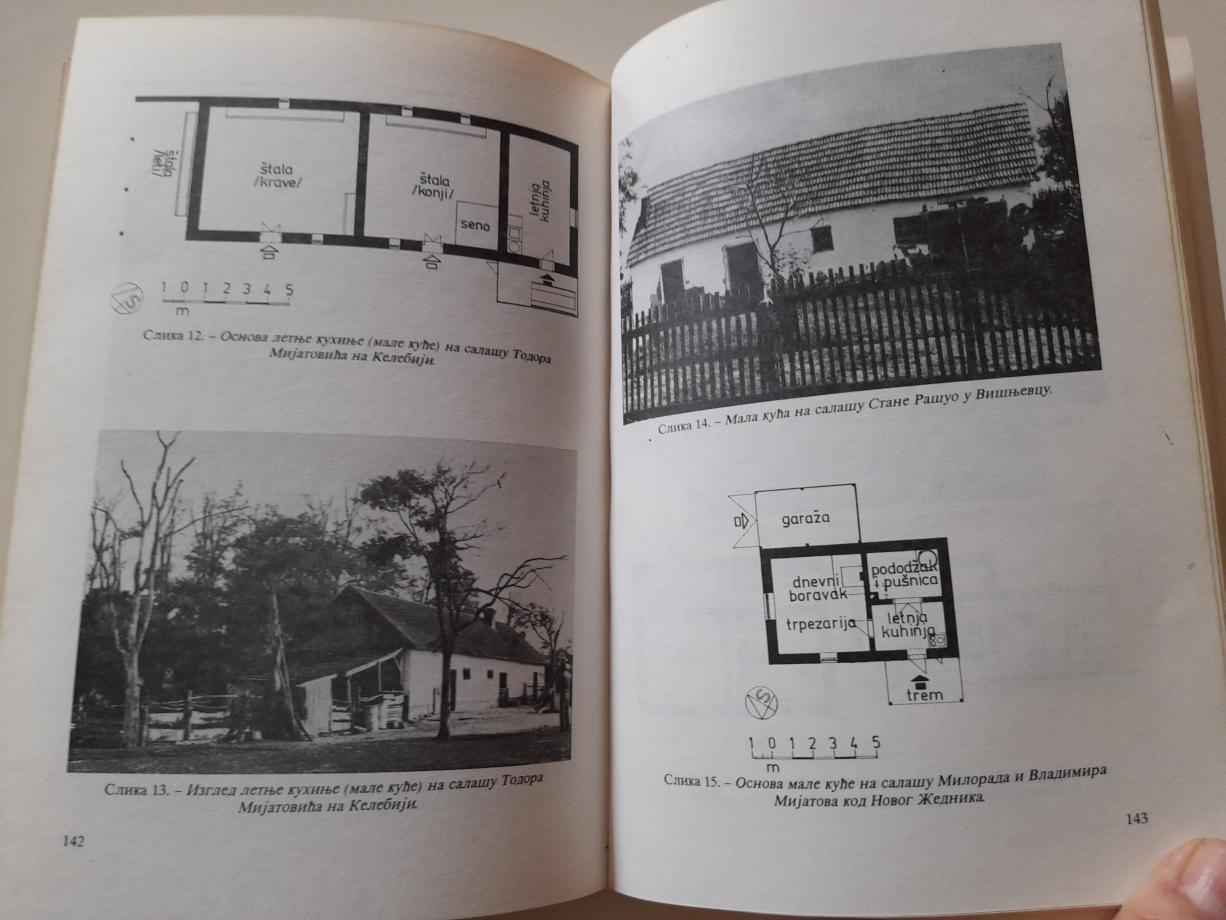 štala
/letu/
štala
/krave/
štala
/konji/
seno
letnja
kuhinja
S
1 0 1 2 3 4 5
m
Слика 12. – Основа летње кухиње (мале куће) на салашу Тодора
Мијатовића на Келебији.
Слика 13. – Изглед летње кухиње (мале куће) на салашу Тодора
Мијатовића на Келебији.
142
Слика 14. – Мала кућа на салашу Стане Рашуо у Вишњевцу.
garaža
dnevni
boravak
trpezarija
pododžak
i pušnica
letnja
kuhinja
trem
S
1 0 1 2 3 4 5
m
Слика 15. – Основа мале куће на салашу Милорада и Владимира
Мијатова код Новог Жедника.
143